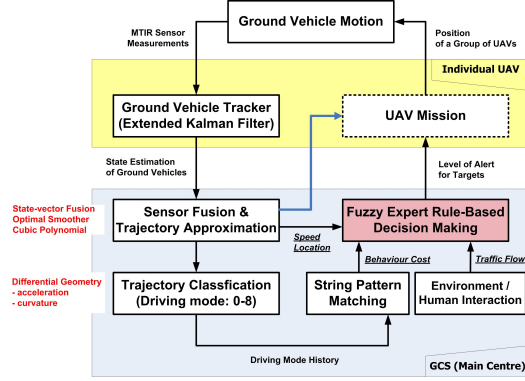 Ground Vehicle Motion
MTIR Sensor
Measurements
Position
of a Group of UAVs
Individual UAV
Ground Vehicle Tracker
(Extended Kalman Filter)
UAV Mission
State Estimation
of Ground Vehicles
Level of Alert
for Targets
State-vector Fusion
Optimal Smoother
Cubic Polynomial
Sensor Fusion &
Trajectory Approximation
Fuzzy Expert Rule-Based
Decision Making
Speed
Location
Behaviour Cost
Traffic Flow
Differential Geometry
- acceleration
- curvature
Trajectory Classfication
(Driving mode: 0-8)
String Pattern
Matching
Environment /
Human Interaction
Driving Mode History
GCS (Main Centre)